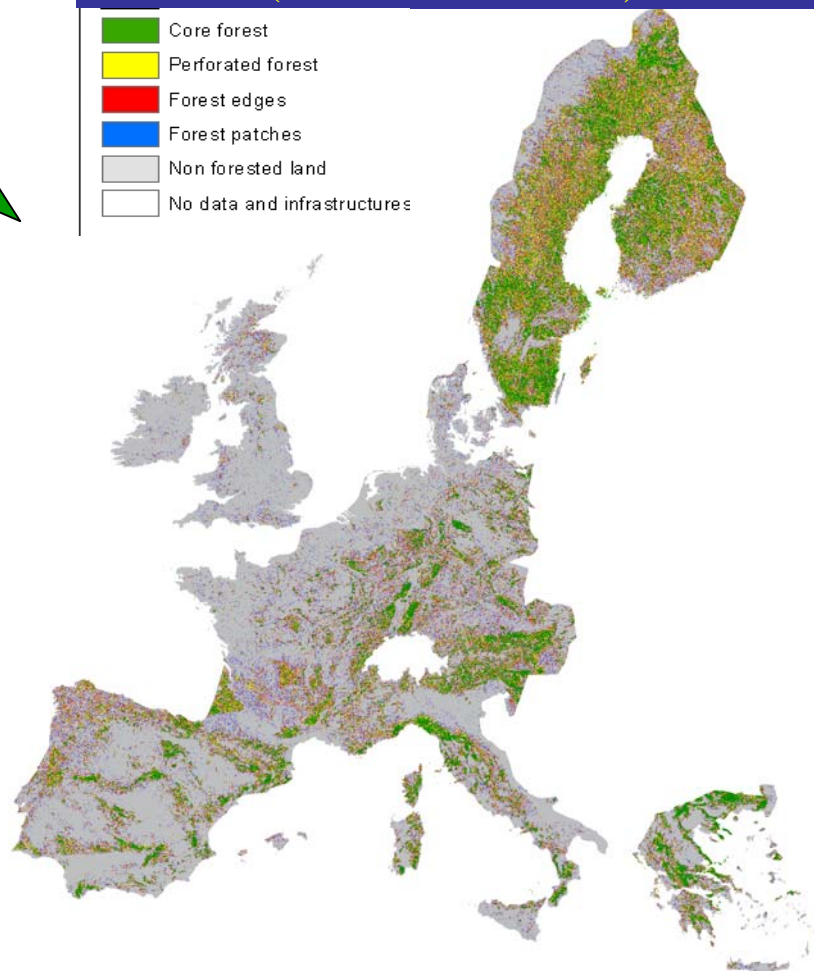 Core forest
Perforated forest
Forest edges
Forest patches
Non forested land
No data and infrastructures